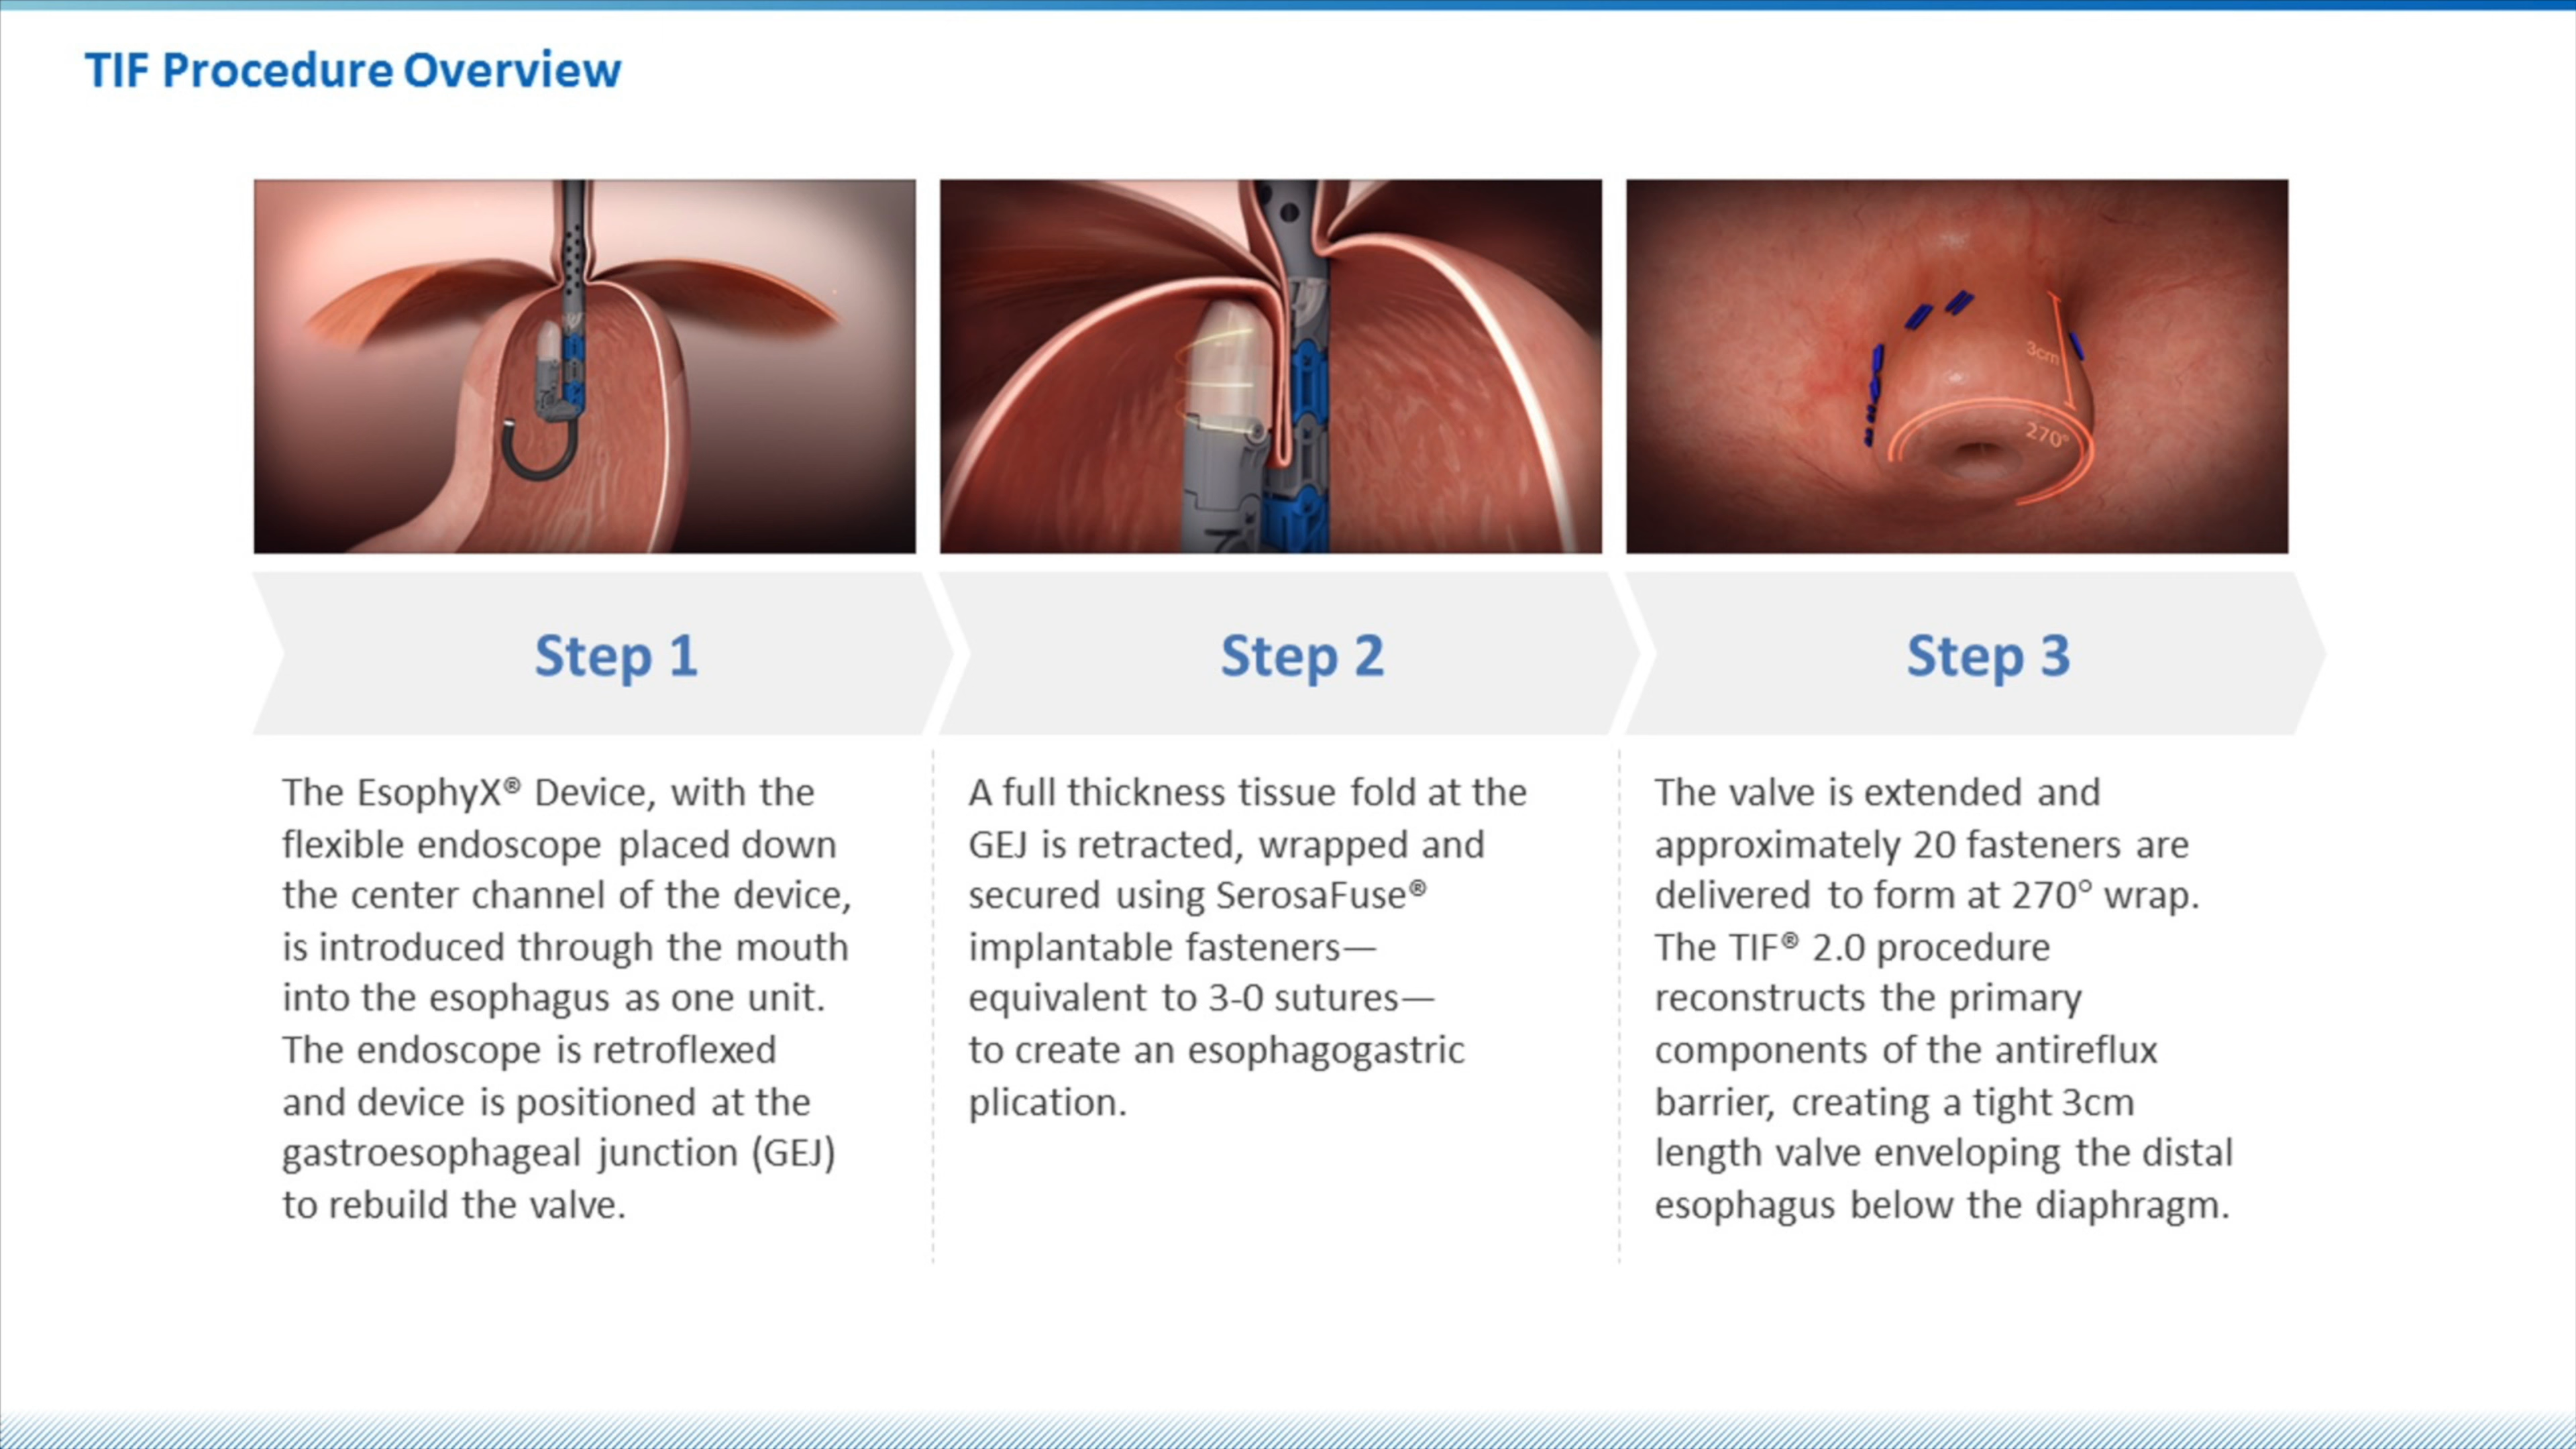 TIF Procedure Overview
3cm
270°
Step 1
Step 2
Step 3
The EsophyX® Device, with the
flexible endoscope placed down
the center channel of the device,
is introduced through the mouth
into the esophagus as one unit.
The endoscope is retroflexed
and device is positioned at the
gastroesophageal junction (GEJ)
to rebuild the valve.
A full thickness tissue fold at the
GEJ is retracted, wrapped and
secured using SerosaFuse®
implantable fasteners—
equivalent to 3-0 sutures—
to create an esophagogastric
plication.
The valve is extended and
approximately 20 fasteners are
delivered to form at 270° wrap.
The TIF® 2.0 procedure
reconstructs the primary
components of the antireflux
barrier, creating a tight 3cm
length valve enveloping the distal
esophagus below the diaphragm.